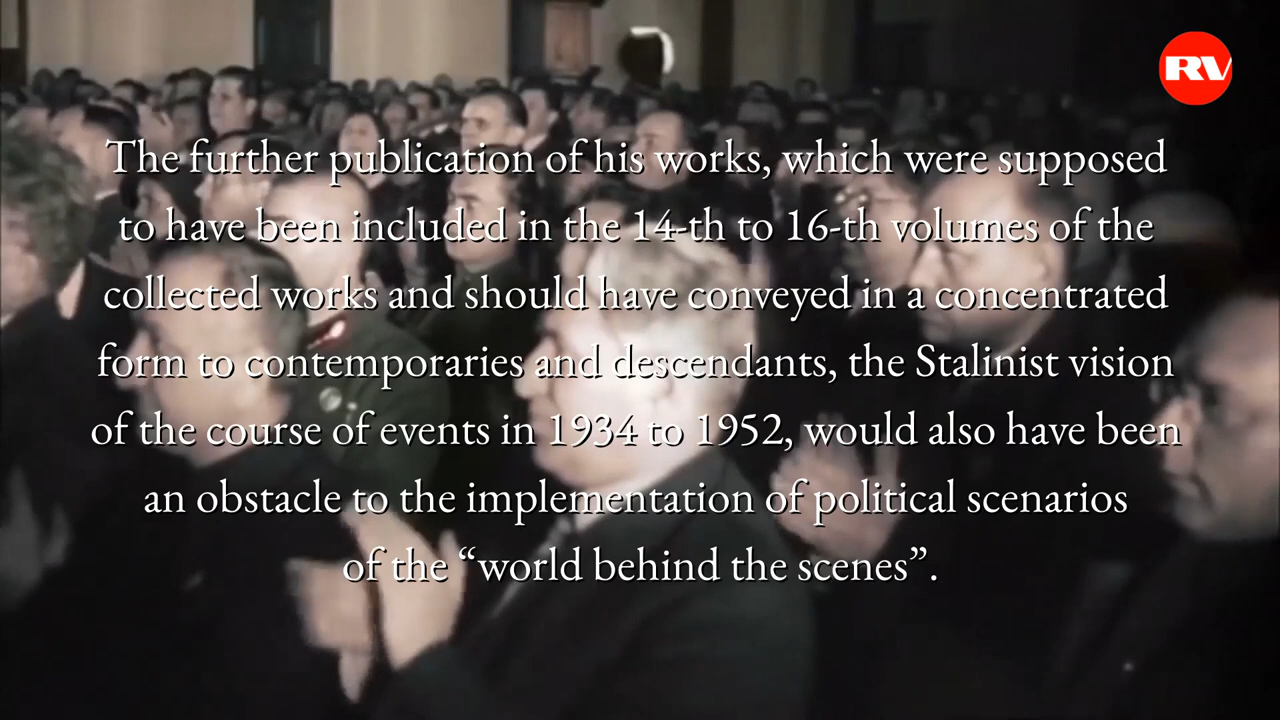 RV
The further publication of his works, which were supposed
to have been included in the 14-th to 16-th volumes of the
collected works and should have conveyed in a concentrated
form to contemporaries and descendants, the Stalinist vision
of the course of events in 1934 to 1952, would also have been
an obstacle to the implementation of political scenarios
of the “world behind the scenes”.